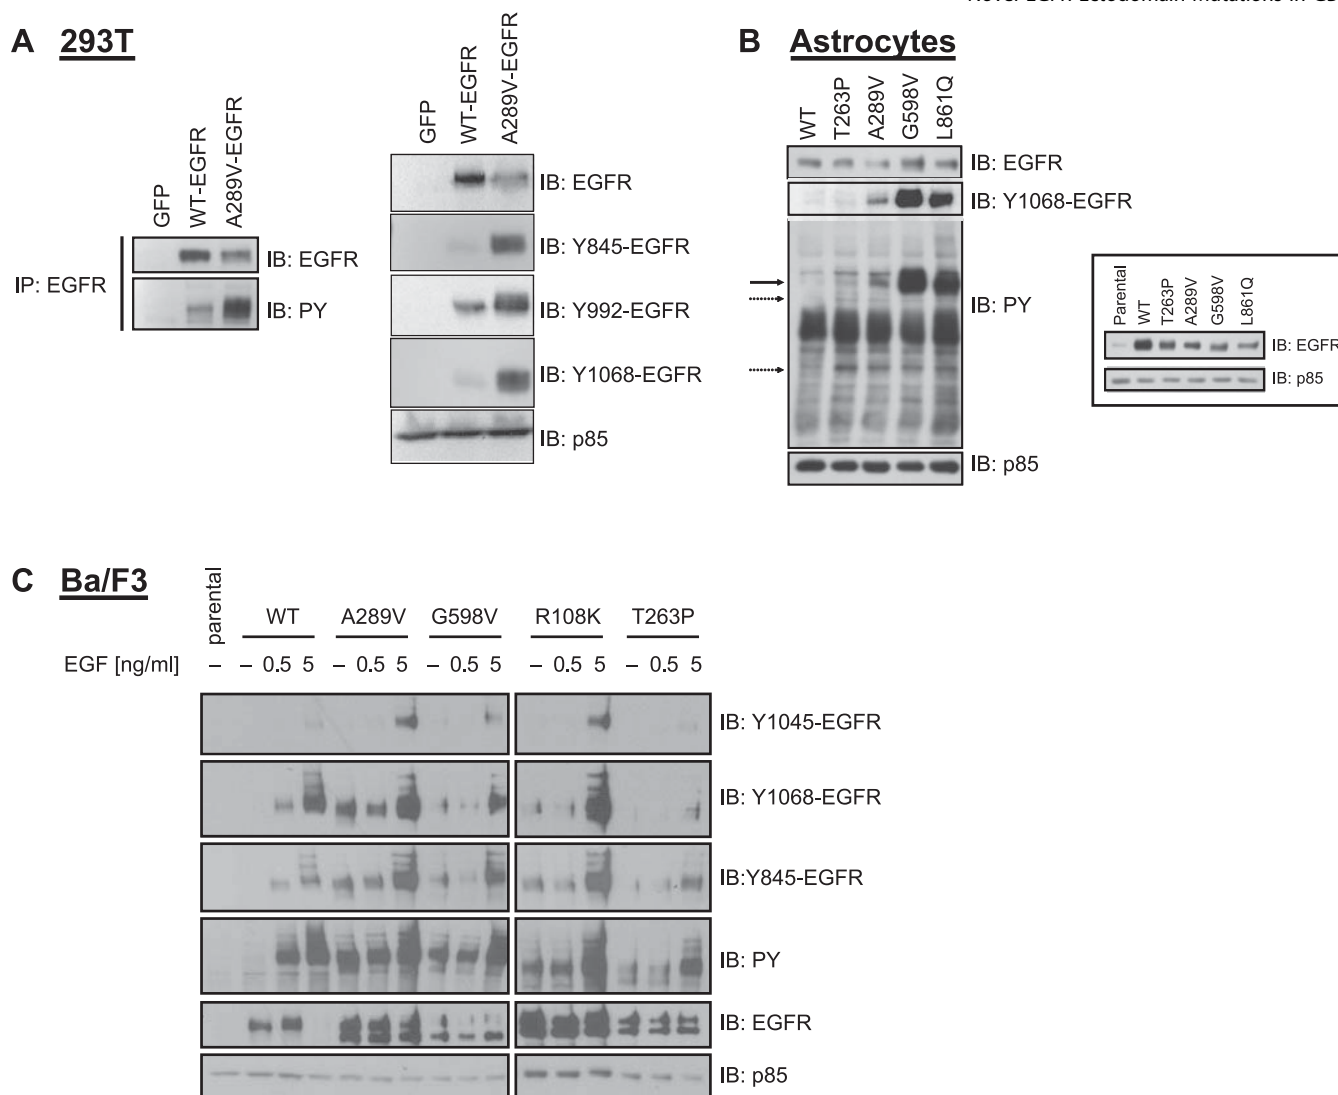 A 293T
GFP
WT-EGFR
A289V-EGFR
IP: EGFR
IB: EGFR
IB: PY
GFP
WT-EGFR
A289V-EGFR
IB: EGFR
IB: Y845-EGFR
IB: Y992-EGFR
IB: Y1068-EGFR
IB: p85
B Astrocytes
WT
T263P
A289V
G598V
L861Q
IB: EGFR
IB: Y1068-EGFR
IB: PY
IB: p85
Parental
WT
T263P
A289V
G598V
L861Q
IB: EGFR
IB: p85
C Ba/F3
parental
WT A289V G598V R108K T263P
EGF [ng/ml] – – 0.5 5 – 0.5 5 – 0.5 5 – 0.5 5 – 0.5 5
IB: Y1045-EGFR
IB: Y1068-EGFR
IB:Y845-EGFR
IB: PY
IB: EGFR
IB: p85